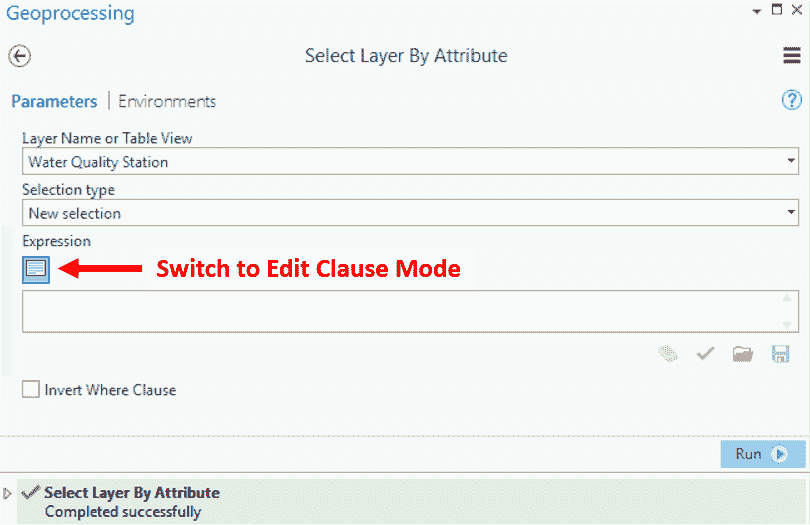 Geoprocessing
Select Layer By Attribute
Parameters | Environments
Layer Name or Table View
Water Quality Station
Selection type
New selection
Expression
Switch to Edit Clause Mode
Invert Where Clause
Run
Select Layer By Attribute
Completed successfully